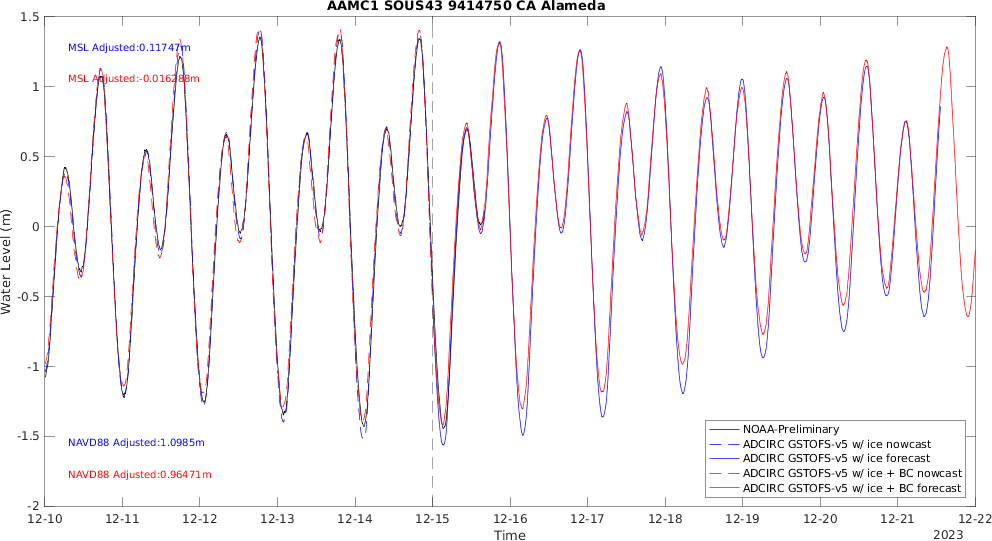 AAMC1 SOUS43 9414750 CA Alameda
MSL Adjusted:0.11747m
MSL Adjusted:-0.016288m
NAVD88 Adjusted:1.0985m
NAVD88 Adjusted:0.96471m
Water Level (m)
1.5
1
0.5
0
-0.5
-1
-1.5
-2
NOAA-Preliminary
ADCIRC GSTOFS-v5 w/ ice nowcast
ADCIRC GSTOFS-v5 w/ ice forecast
ADCIRC GSTOFS-v5 w/ ice + BC nowcast
ADCIRC GSTOFS-v5 w/ ice + BC forecast
12-10 12-11 12-12 12-13 12-14 12-15 12-16 12-17 12-18 12-19 12-20 12-21 12-22
Time
2023